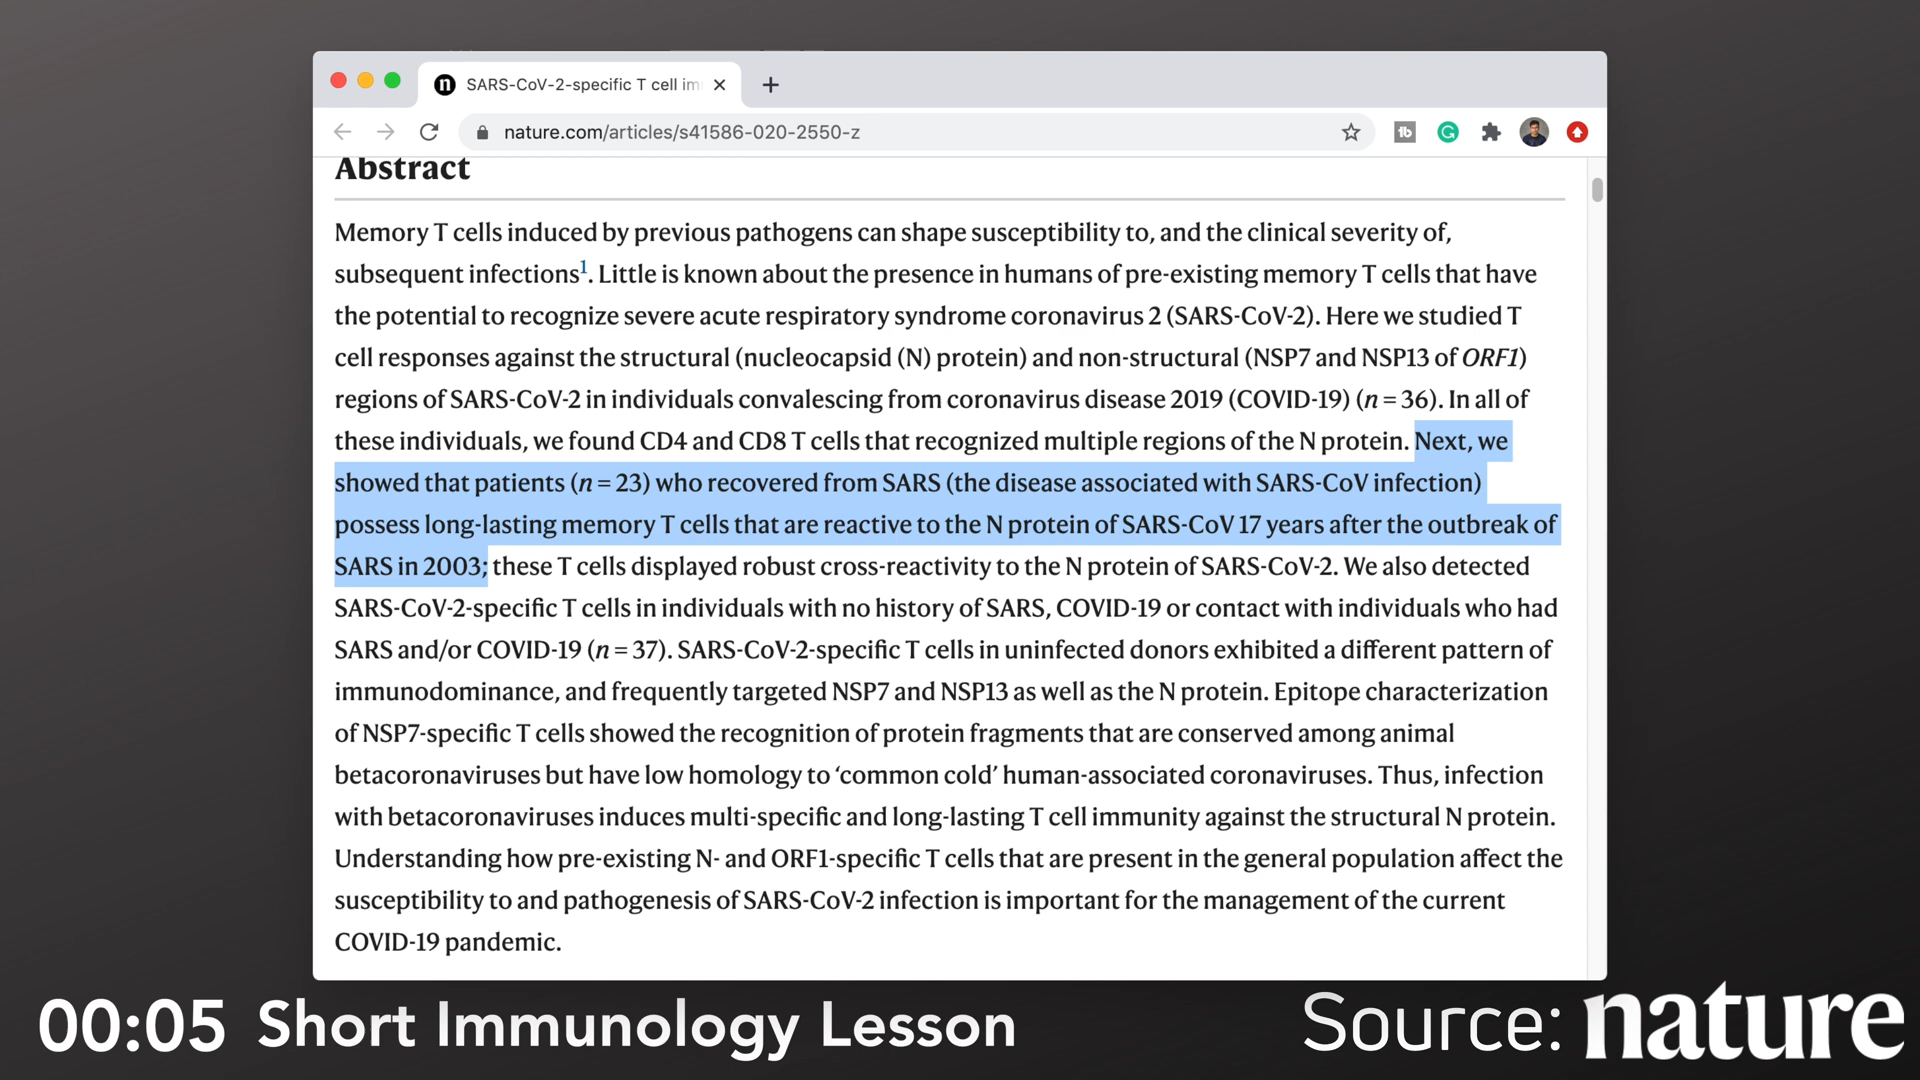 SARS-CoV-2-specific T cell im
nature.com/articles/s41586-020-2550-z
Abstract
Memory T cells induced by previous pathogens can shape susceptibility to, and the clinical severity of,
subsequent infections1. Little is known about the presence in humans of pre-existing memory T cells that have
the potential to recognize severe acute respiratory syndrome coronavirus 2 (SARS-CoV-2). Here we studied T
cell responses against the structural (nucleocapsid (N) protein) and non-structural (NSP7 and NSP13 of ORF1)
regions of SARS-CoV-2 in individuals convalescing from coronavirus disease 2019 (COVID-19) (n = 36). In all of
these individuals, we found CD4 and CD8 T cells that recognized multiple regions of the N protein. Next, we
showed that patients (n = 23) who recovered from SARS (the disease associated with SARS-CoV infection)
possess long-lasting memory T cells that are reactive to the N protein of SARS-CoV 17 years after the outbreak of
SARS in 2003; these T cells displayed robust cross-reactivity to the N protein of SARS-CoV-2. We also detected
SARS-CoV-2-specific T cells in individuals with no history of SARS, COVID-19 or contact with individuals who had
SARS and/or COVID-19 (n = 37). SARS-CoV-2-specific T cells in uninfected donors exhibited a different pattern of
immunodominance, and frequently targeted NSP7 and NSP13 as well as the N protein. Epitope characterization
of NSP7-specific T cells showed the recognition of protein fragments that are conserved among animal
betacoronaviruses but have low homology to ‘common cold’ human-associated coronaviruses. Thus, infection
with betacoronaviruses induces multi-specific and long-lasting T cell immunity against the structural N protein.
Understanding how pre-existing N- and ORF1-specific T cells that are present in the general population affect the
susceptibility to and pathogenesis of SARS-CoV-2 infection is important for the management of the current
COVID-19 pandemic.
00:05 Short Immunology Lesson
Source: nature